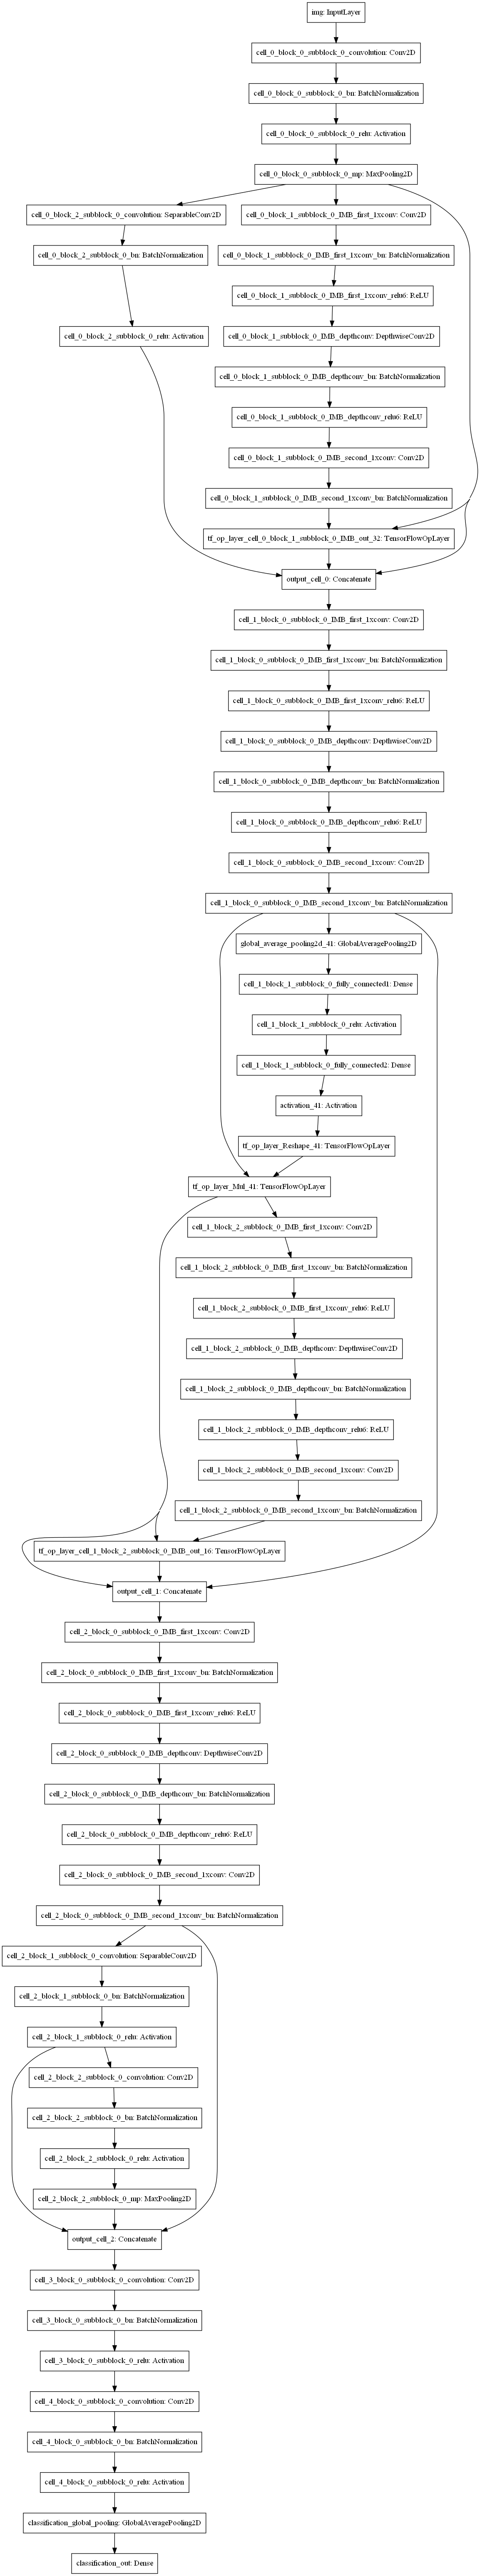 img: InputLayer
cell_0_block_0_subblock_0_convolution: Conv2D
cell_0_block_0_subblock_0_bn: BatchNormalization
cell_0_block_0_subblock_0_relu: Activation
cell_0_block_0_subblock_0_mp: MaxPooling2D
cell_0_block_2_subblock_0_convolution: SeparableConv2D
cell_0_block_1_subblock_0_IMB_first_1xconv: Conv2D
cell_0_block_2_subblock_0_bn: BatchNormalization
cell_0_block_1_subblock_0_IMB_first_1xconv_bn: BatchNormalization
cell_0_block_1_subblock_0_IMB_first_1xconv_relu6: ReLU
cell_0_block_2_subblock_0_relu: Activation
cell_0_block_1_subblock_0_IMB_depthconv: DepthwiseConv2D
cell_0_block_1_subblock_0_IMB_depthconv_bn: BatchNormalization
cell_0_block_1_subblock_0_IMB_depthconv_relu6: ReLU
cell_0_block_1_subblock_0_IMB_second_1xconv: Conv2D
cell_0_block_1_subblock_0_IMB_second_1xconv_bn: BatchNormalization
tf_op_layer_cell_0_block_1_subblock_0_IMB_out_32: TensorFlowOpLayer
output_cell_0: Concatenate
cell_1_block_0_subblock_0_IMB_first_1xconv: Conv2D
cell_1_block_0_subblock_0_IMB_first_1xconv_bn: BatchNormalization
cell_1_block_0_subblock_0_IMB_first_1xconv_relu6: ReLU
cell_1_block_0_subblock_0_IMB_depthconv: DepthwiseConv2D
cell_1_block_0_subblock_0_IMB_depthconv_bn: BatchNormalization
cell_1_block_0_subblock_0_IMB_depthconv_relu6: ReLU
cell_1_block_0_subblock_0_IMB_second_1xconv: Conv2D
cell_1_block_0_subblock_0_IMB_second_1xconv_bn: BatchNormalization
global_average_pooling2d_41: GlobalAveragePooling2D
cell_1_block_1_subblock_0_fully_connected1: Dense
cell_1_block_1_subblock_0_relu: Activation
cell_1_block_1_subblock_0_fully_connected2: Dense
activation_41: Activation
tf_op_layer_Reshape_41: TensorFlowOpLayer
tf_op_layer_Mul_41: TensorFlowOpLayer
cell_1_block_2_subblock_0_IMB_first_1xconv: Conv2D
cell_1_block_2_subblock_0_IMB_first_1xconv_bn: BatchNormalization
cell_1_block_2_subblock_0_IMB_first_1xconv_relu6: ReLU
cell_1_block_2_subblock_0_IMB_depthconv: DepthwiseConv2D
cell_1_block_2_subblock_0_IMB_depthconv_bn: BatchNormalization
cell_1_block_2_subblock_0_IMB_depthconv_relu6: ReLU
cell_1_block_2_subblock_0_IMB_second_1xconv: Conv2D
cell_1_block_2_subblock_0_IMB_second_1xconv_bn: BatchNormalization
tf_op_layer_cell_1_block_2_subblock_0_IMB_out_16: TensorFlowOpLayer
output_cell_1: Concatenate
cell_2_block_0_subblock_0_IMB_first_1xconv: Conv2D
cell_2_block_0_subblock_0_IMB_first_1xconv_bn: BatchNormalization
cell_2_block_0_subblock_0_IMB_first_1xconv_relu6: ReLU
cell_2_block_0_subblock_0_IMB_depthconv: DepthwiseConv2D
cell_2_block_0_subblock_0_IMB_depthconv_bn: BatchNormalization
cell_2_block_0_subblock_0_IMB_depthconv_relu6: ReLU
cell_2_block_0_subblock_0_IMB_second_1xconv: Conv2D
cell_2_block_0_subblock_0_IMB_second_1xconv_bn: BatchNormalization
cell_2_block_1_subblock_0_convolution: SeparableConv2D
cell_2_block_1_subblock_0_bn: BatchNormalization
cell_2_block_1_subblock_0_relu: Activation
cell_2_block_2_subblock_0_convolution: Conv2D
cell_2_block_2_subblock_0_bn: BatchNormalization
cell_2_block_2_subblock_0_relu: Activation
cell_2_block_2_subblock_0_mp: MaxPooling2D
output_cell_2: Concatenate
cell_3_block_0_subblock_0_convolution: Conv2D
cell_3_block_0_subblock_0_bn: BatchNormalization
cell_3_block_0_subblock_0_relu: Activation
cell_4_block_0_subblock_0_convolution: Conv2D
cell_4_block_0_subblock_0_bn: BatchNormalization
cell_4_block_0_subblock_0_relu: Activation
classification_global_pooling: GlobalAveragePooling2D
classification_out: Dense